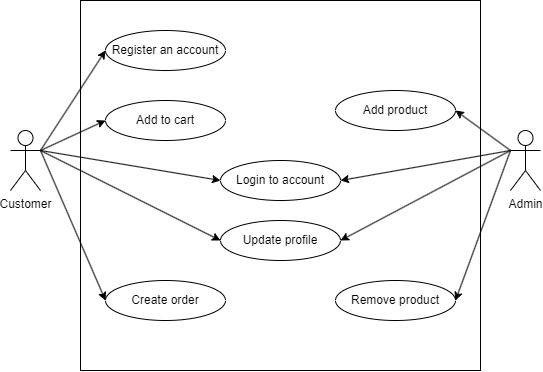 Register an account
Add to cart
Add product
Login to account
Customer
Admin
Update profile
Create order
Remove product